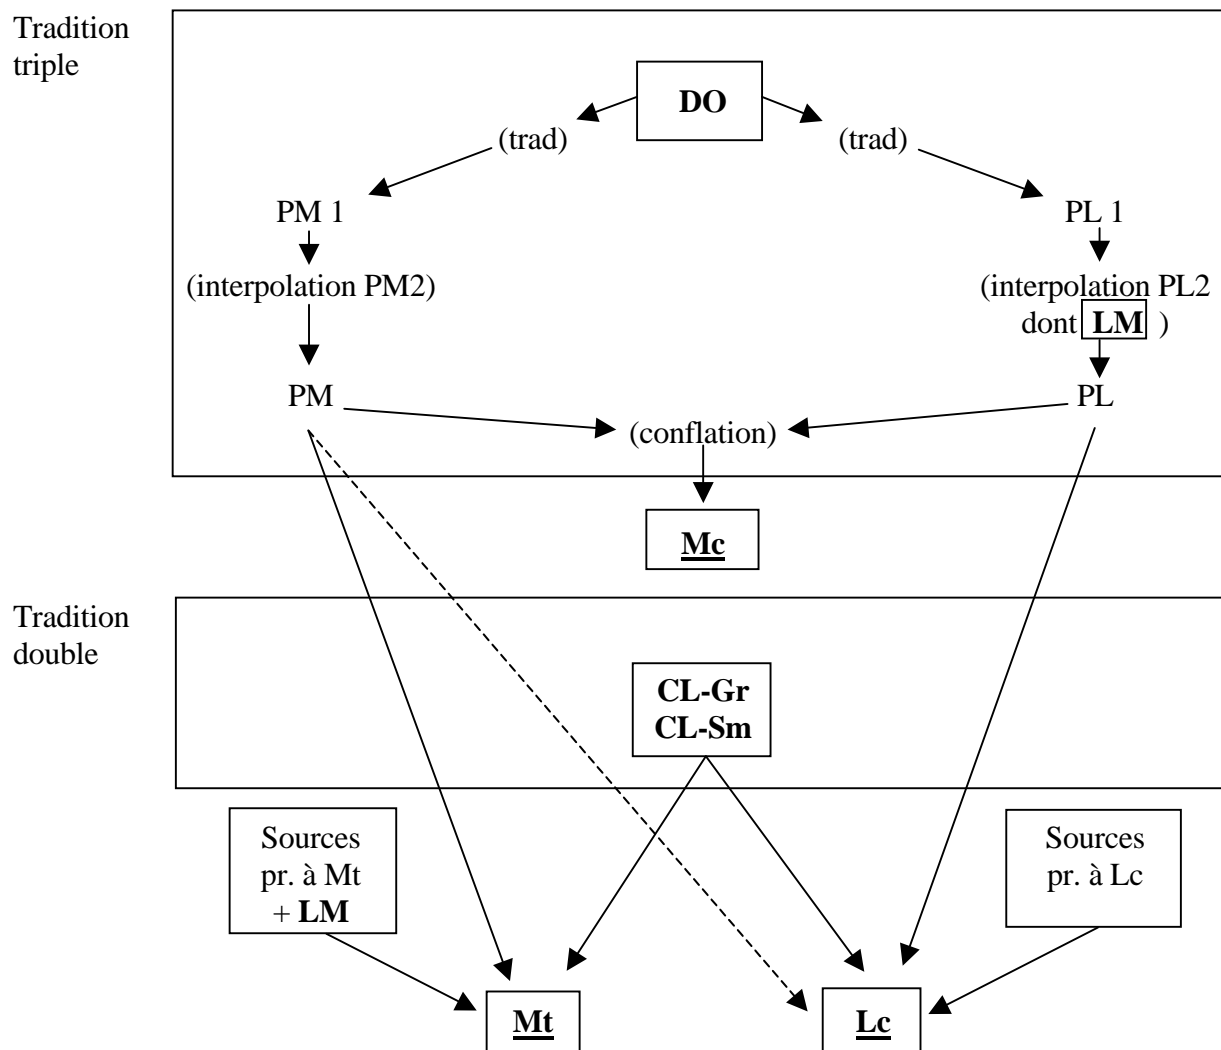 Tradition
triple
DO
(trad)
(trad)
PM 1
PL 1
(interpolation PM2)
(interpolation PL2
dont LM )
PM
PL
(conflation)
Mc
Tradition
double
CL-Gr
CL-Sm
Sources
pr. à Mt
+ LM
Sources
pr. à Lc
Mt
Lc